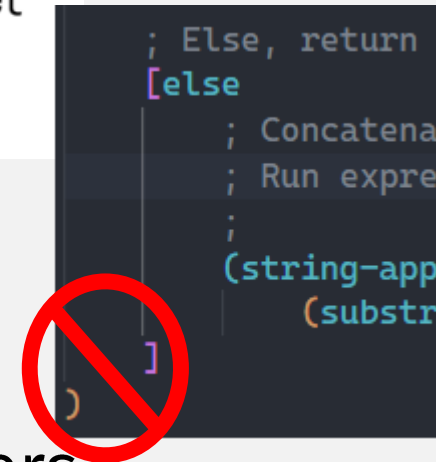 ; Else, return
[else
; Concatena
; Run expre
;
(string-app
(substr
]
)